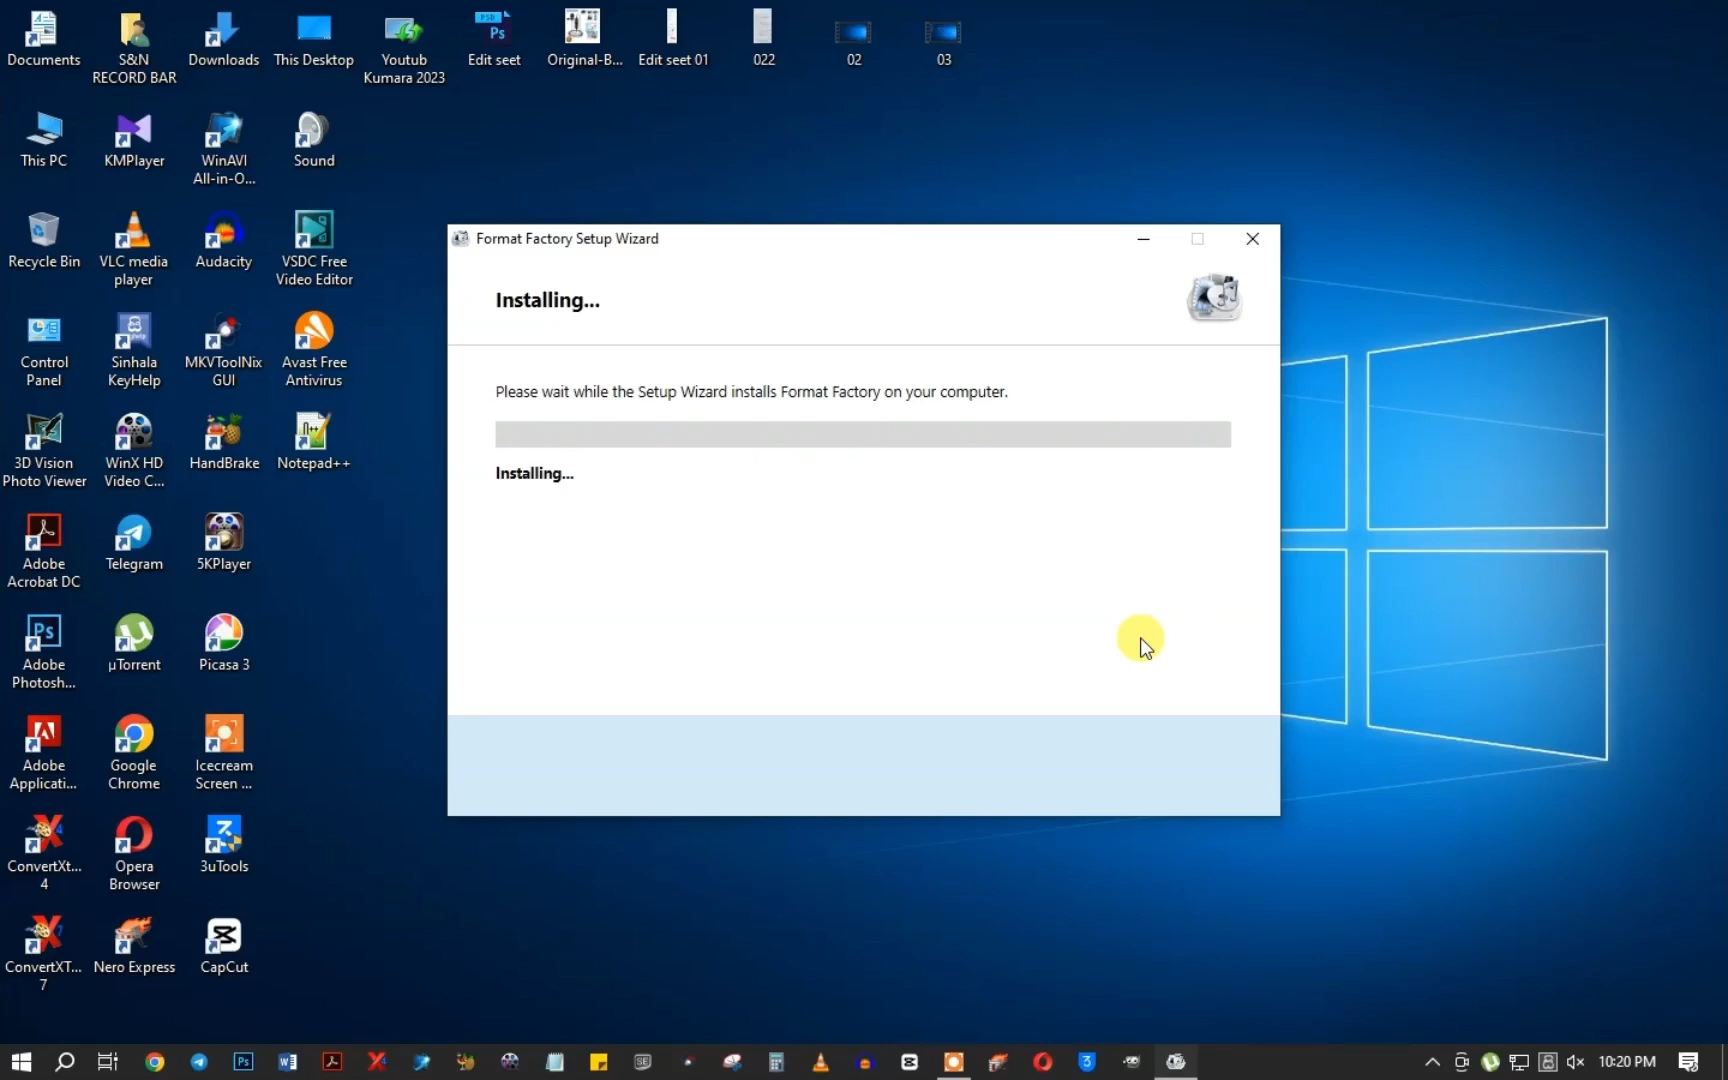 Documents
S&N
RECORD BAR
Downloads
This Desktop
Youtub
Kumara 2023
Edit seet
Original-B...
Edit seet 01
022
02
03
This PC
KMPlayer
WinAVI
All-in-O...
Sound
Recycle Bin
VLC media
player
Audacity
VSDC Free
Video Editor
Control
Panel
Sinhala
KeyHelp
MKVToolNix
GUI
Avast Free
Antivirus
3D Vision
Photo Viewer
WinX HD
Video C...
HandBrake
Notepad++
Adobe
Acrobat DC
Telegram
5KPlayer
Adobe
Photosh...
µTorrent
Picasa 3
Adobe
Applicati...
Google
Chrome
Icecream
Screen ...
ConvertXt...
4
Opera
Browser
3uTools
ConvertXT...
7
Nero Express
CapCut
Format Factory Setup Wizard
Installing...
Please wait while the Setup Wizard installs Format Factory on your computer.
Installing...
10:20 PM